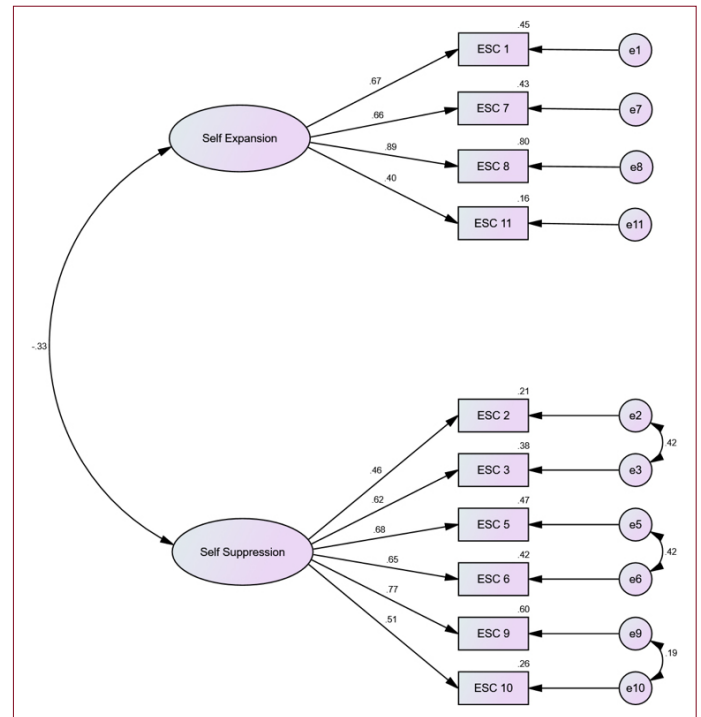 .45
ESC 1
e1
.67
.43
ESC 7
e7
.66
Self Expansion
.89
.80
ESC 8
e8
.40
.16
ESC 11
e11
-.33
.21
ESC 2
e2
.42
.46
.38
ESC 3
e3
.62
.47
ESC 5
e5
.68
Self Suppression
.42
.65
.42
ESC 6
e6
.77
.60
ESC 9
e9
.51
.19
.26
ESC 10
e10